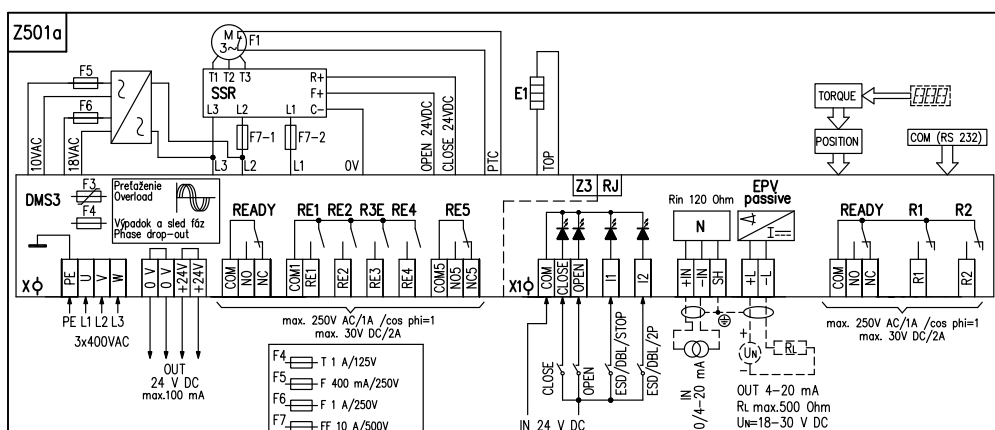 Z501a
M
3~
F1
F5
T1 T2 T3
SSR
R+
F+
C-
L3 L2 L1
F6
F7-1
F7-2
10VAC
18VAC
L3
L2
L1
0V
OPEN 24VDC
CLOSE 24VDC
PTC
E1
TOP
TORQUE
POSITION
COM (RS 232)
DMS3
F3
F4
Preťaženie
Overload
Výpadok a sled fáz
Phase drop-out
READY
RE1 RE2 R3E RE4
RE5
Z3 RJ
Rin 120 Ohm
N
EPV
passive
I
READY R1 R2
X
PE
U
V
W
0 V
0 V
+24V
+24V
COM
NO
NC
COM1
RE1
RE2
RE3
RE4
COM5
NO5
NC5
X1
COM
CLOSE
OPEN
I1
I2
+IN
-IN
SH
+L
-L
COM
NO
NC
R1
R2
PE L1 L2 L3
3x400VAC
OUT
24 V DC
max.100 mA
max. 250V AC/1A /cos phi=1
max. 30V DC/2A
F4 T 1 A/125V
F5 F 400 mA/250V
F6 F 1 A/250V
F7 FF 10 A/500V
CLOSE
OPEN
ESD/DBL/STOP
ESD/DBL/2P
IN 24 V DC
IN
0/4-20 mA
+
UN
-
RL
OUT 4-20 mA
RL max.500 Ohm
UN=18-30 V DC
max. 250V AC/1A /cos phi=1
max. 30V DC/2A